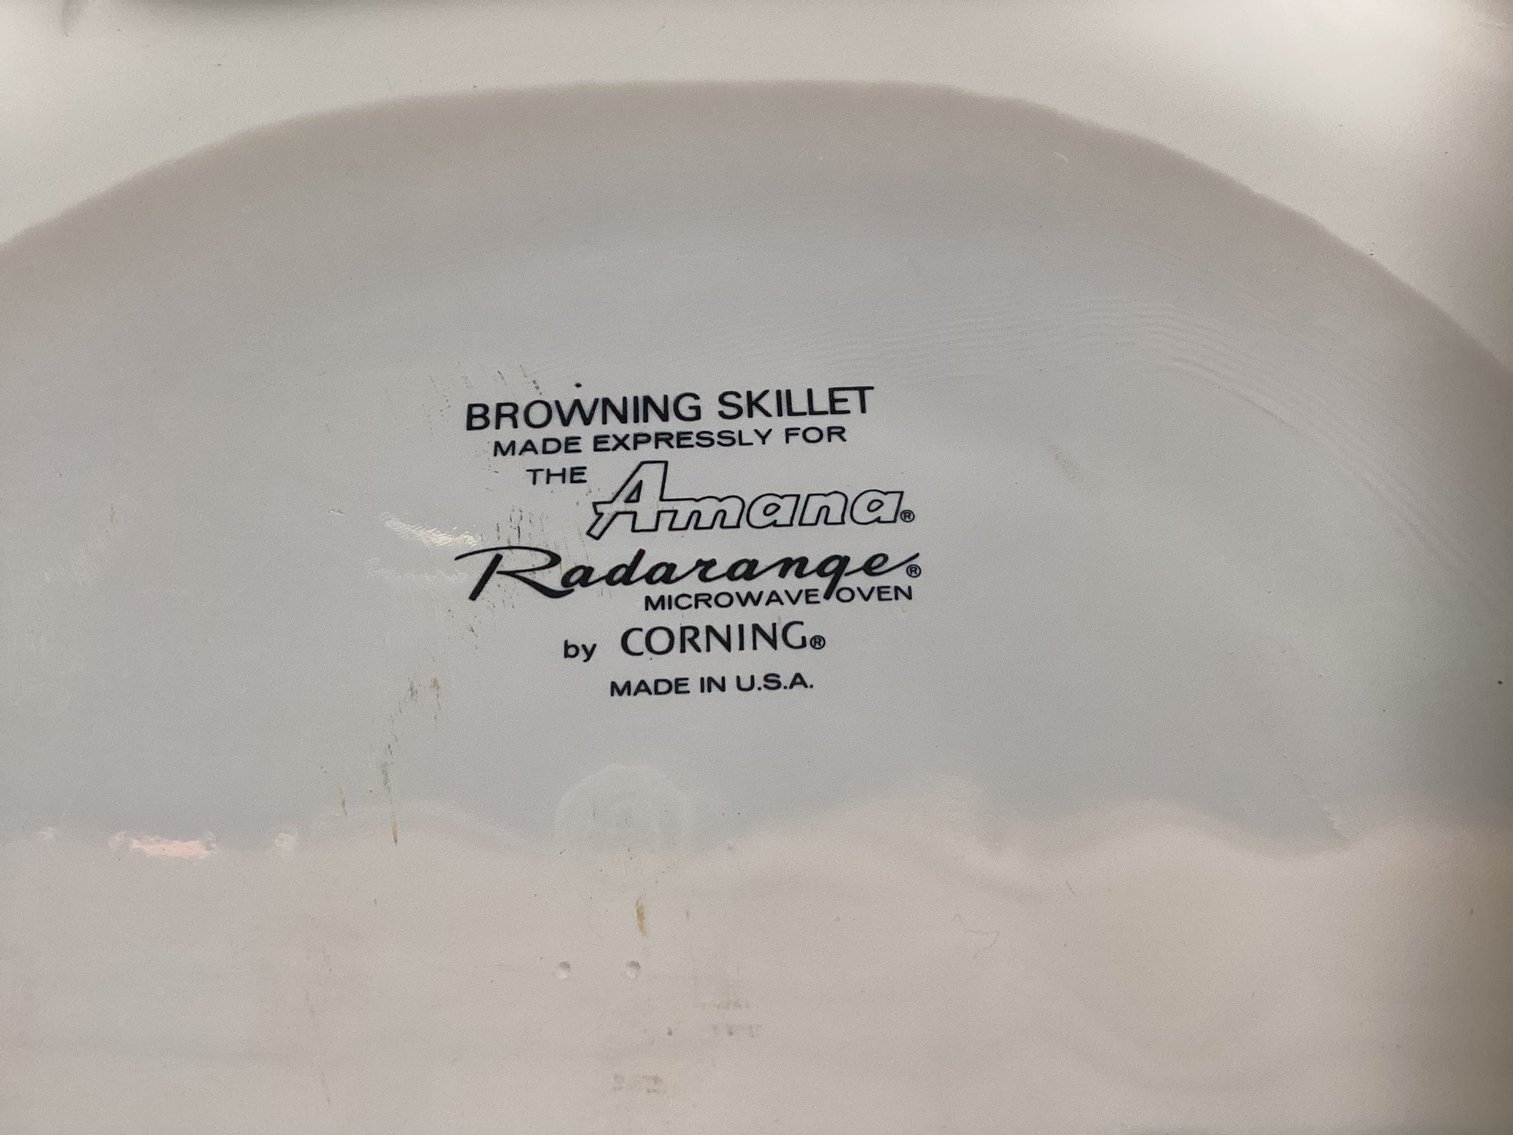 BROWNING SKILLET
MADE EXPRESSLY FOR
THE Amana®
Radarange®
MICROWAVE OVEN
by CORNING®
MADE IN U.S.A.